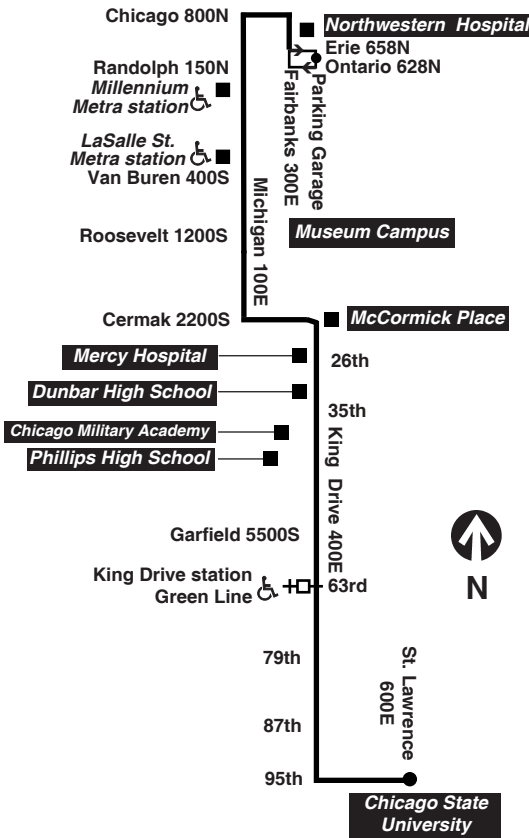 Chicago 800N
Northwestern Hospital
Erie 658N
Ontario 628N
Randolph 150N
Millennium
Metra station
Parking Garage
Fairbanks 300E
LaSalle St.
Metra station
Van Buren 400S
Michigan 100E
Roosevelt 1200S
Museum Campus
Cermak 2200S
McCormick Place
Mercy Hospital
26th
Dunbar High School
35th
Chicago Military Academy
Phillips High School
King Drive 400E
Garfield 5500S
King Drive station
Green Line
63rd
N
79th
St. Lawrence
600E
87th
95th
Chicago State
University